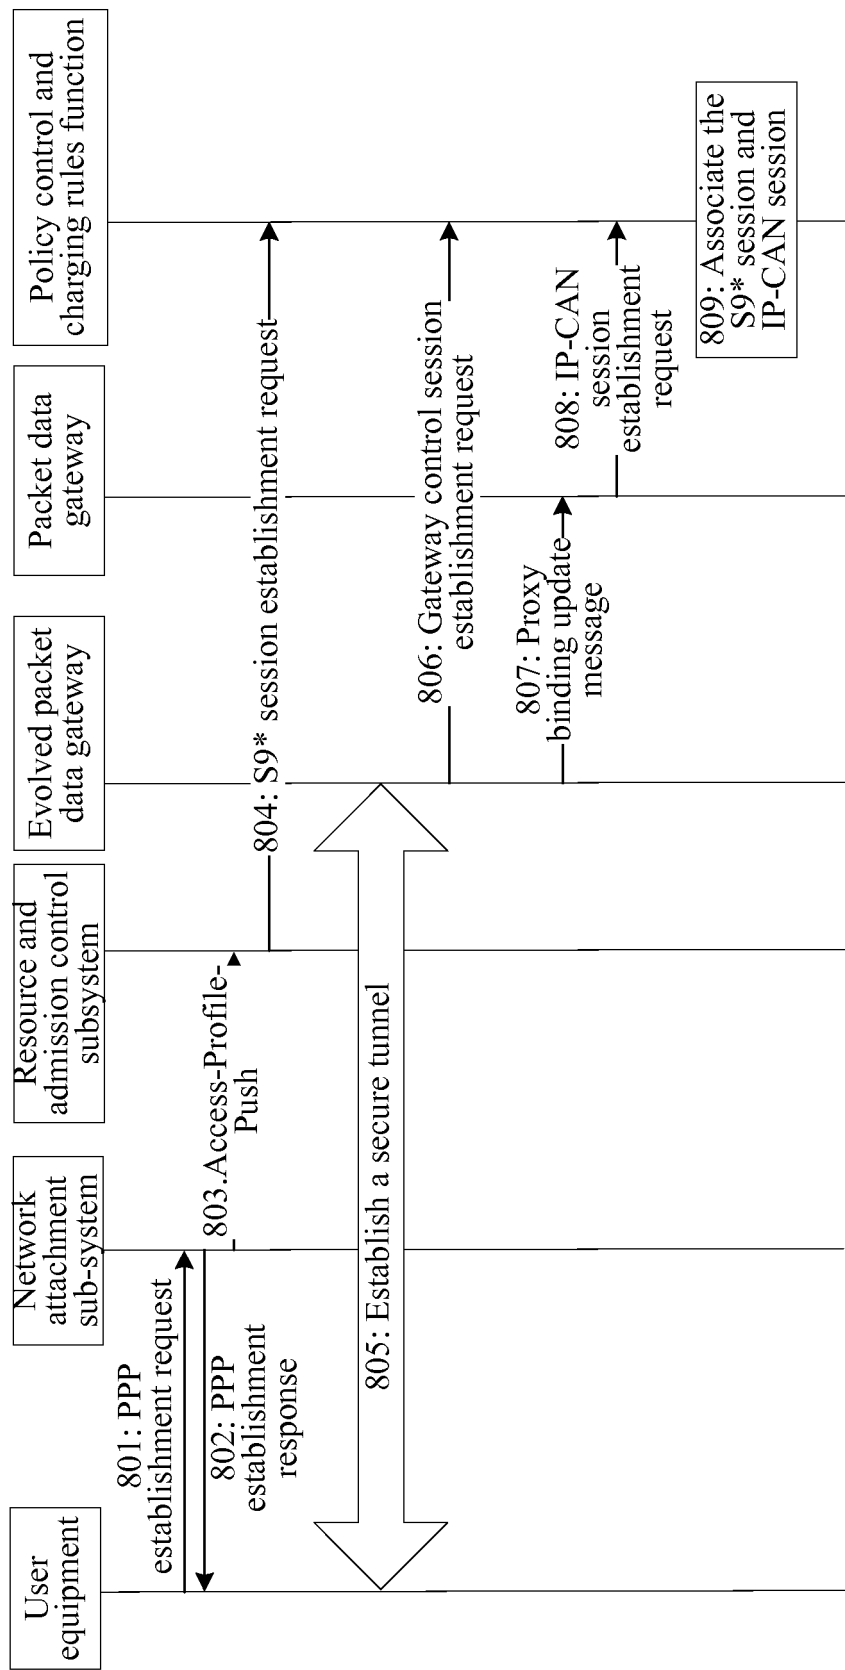 User
equipment
Network
attachment
sub-system
Resource and
admission control
subsystem
Evolved packet
data gateway
Packet data
gateway
Policy control and
charging rules function
801: PPP
establishment request
802: PPP
establishment
response
803.Access-Profile-
Push
804: S9* session establishment request
805: Establish a secure tunnel
806: Gateway control session
establishment request
807: Proxy
binding update
message
808: IP-CAN
session
establishment
request
809: Associate the
S9* session and
IP-CAN session